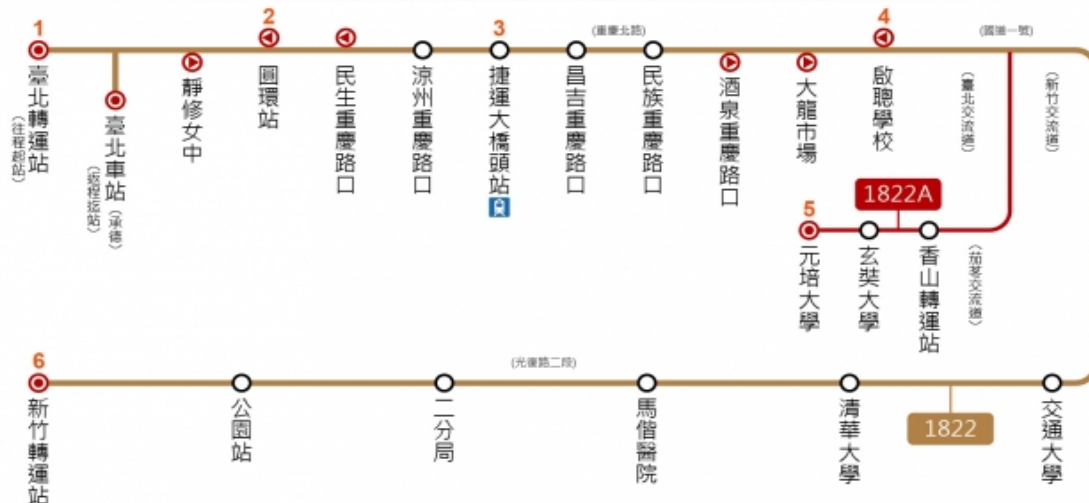 1
2
3
4
(重慶北路)
(國道一號)
臺北轉運站
(往程起站)
臺北車站
(承德)
(返程迄站)
靜修女中
圓環站
民生重慶路口
涼州重慶路口
捷運大橋頭站
昌吉重慶路口
民族重慶路口
酒泉重慶路口
大龍市場
啟聰學校
(臺北交流道)
(新竹交流道)
1822A
5
元培大學
玄奘大學
香山轉運站
(茄苳交流道)
6
(光復路二段)
新竹轉運站
公園站
二分局
馬偕醫院
清華大學
1822
交通大學